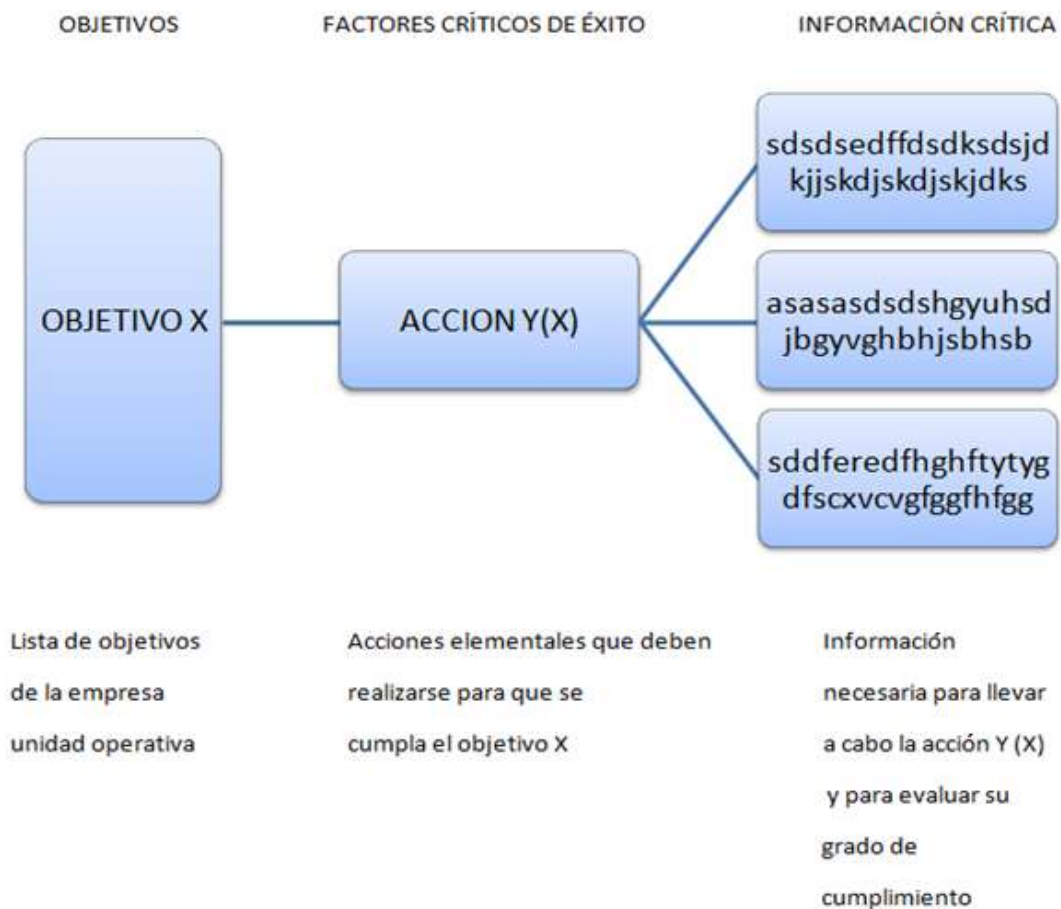 OBJETIVOS
FACTORES CRÍTICOS DE ÉXITO
INFORMACIÓN CRÍTICA
OBJETIVO X
ACCION Y(X)
sdsdsedffdsdksdsjd
kjjskdjskdjskjdks
asasasdsdshgyuhsd
jbgyvghbhjsbhsb
sddferedfhghftytyg
dfscxvcvgfggfhfgg
Lista de objetivos
de la empresa
unidad operativa
Acciones elementales que deben
realizarse para que se
cumpla el objetivo X
Información
necesaria para llevar
a cabo la acción Y (X)
y para evaluar su
grado de
cumplimiento